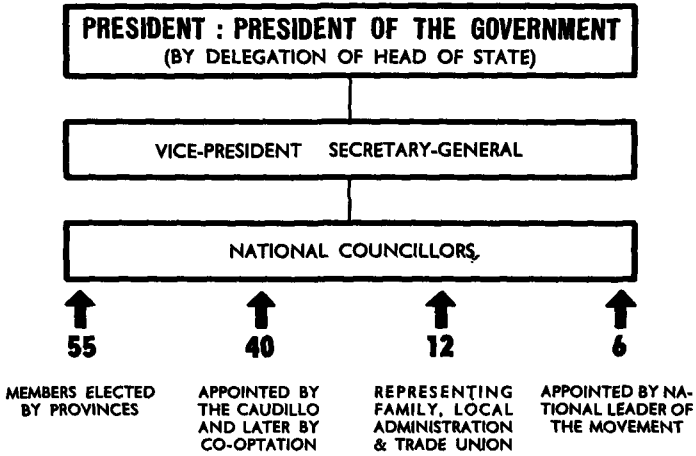 PRESIDENT : PRESIDENT OF THE GOVERNMENT
(BY DELEGATION OF HEAD OF STATE)
VICE-PRESIDENT SECRETARY-GENERAL
NATIONAL COUNCILLORS,
55
MEMBERS ELECTED
BY PROVINCES
40
APPOINTED BY
THE CAUDILLO
AND LATER BY
CO-OPTATION
12
REPRESENTING
FAMILY, LOCAL
ADMINISTRATION
& TRADE UNION
6
APPOINTED BY NA-
TIONAL LEADER OF
THE MOVEMENT